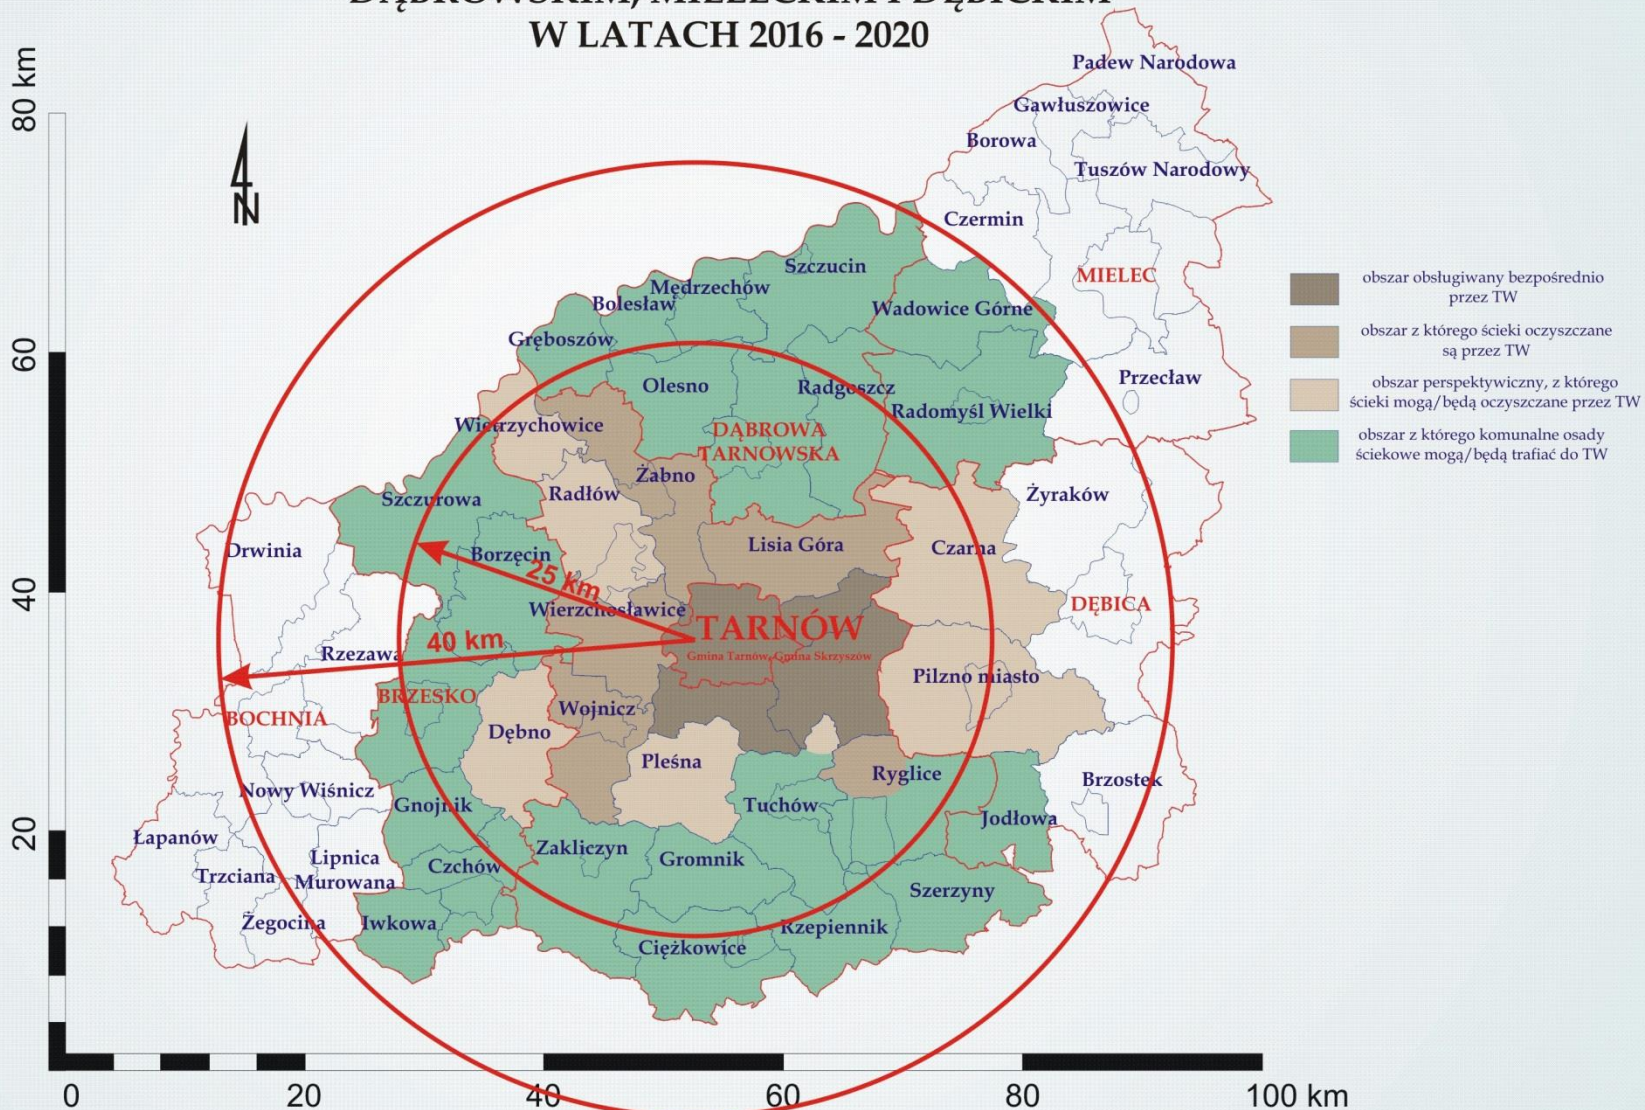 DĄBROWSKIM, MIELECKIM I DĘBICKIM
W LATACH 2016 - 2020
80 km
60
40
20
N
Padew Narodowa
Gawłuszowice
Borowa
Tuszów Narodowy
Czermin
MIELEC
Szczucin
Mędrzechów
Bolesław
Wadowice Górne
Gręboszów
Przecław
Olesno
Radgoszcz
Radomyśl Wielki
Wietrzychowice
DĄBROWA
TARNOWSKA
Żabno
Radłów
Szczurowa
Żyraków
Drwinia
Borzęcin
Lisia Góra
Czarna
25 km
Wierzchosławice
DĘBICA
TARNÓW
40 km
Gmina Tarnów, Gmina Skrzyszów
Rzezawa
Pilzno miasto
BRZESKO
BOCHNIA
Wojnicz
Dębno
Pleśna
Ryglice
Brzostek
Nowy Wiśnicz
Gnojnik
Tuchów
Jodłowa
Łapanów
Zakliczyn
Gromnik
Lipnica
Murowana
Czchów
Trzciana
Szerzyny
Żegocina
Iwkowa
Rzepiennik
Ciężkowice
0
20
40
60
80
100 km
obszar obsługiwany bezpośrednio
przez TW
obszar z którego ścieki oczyszczane
są przez TW
obszar perspektywiczny, z którego
ścieki mogą/będą oczyszczane przez TW
obszar z którego komunalne osady
ściekowe mogą/będą trafiać do TW